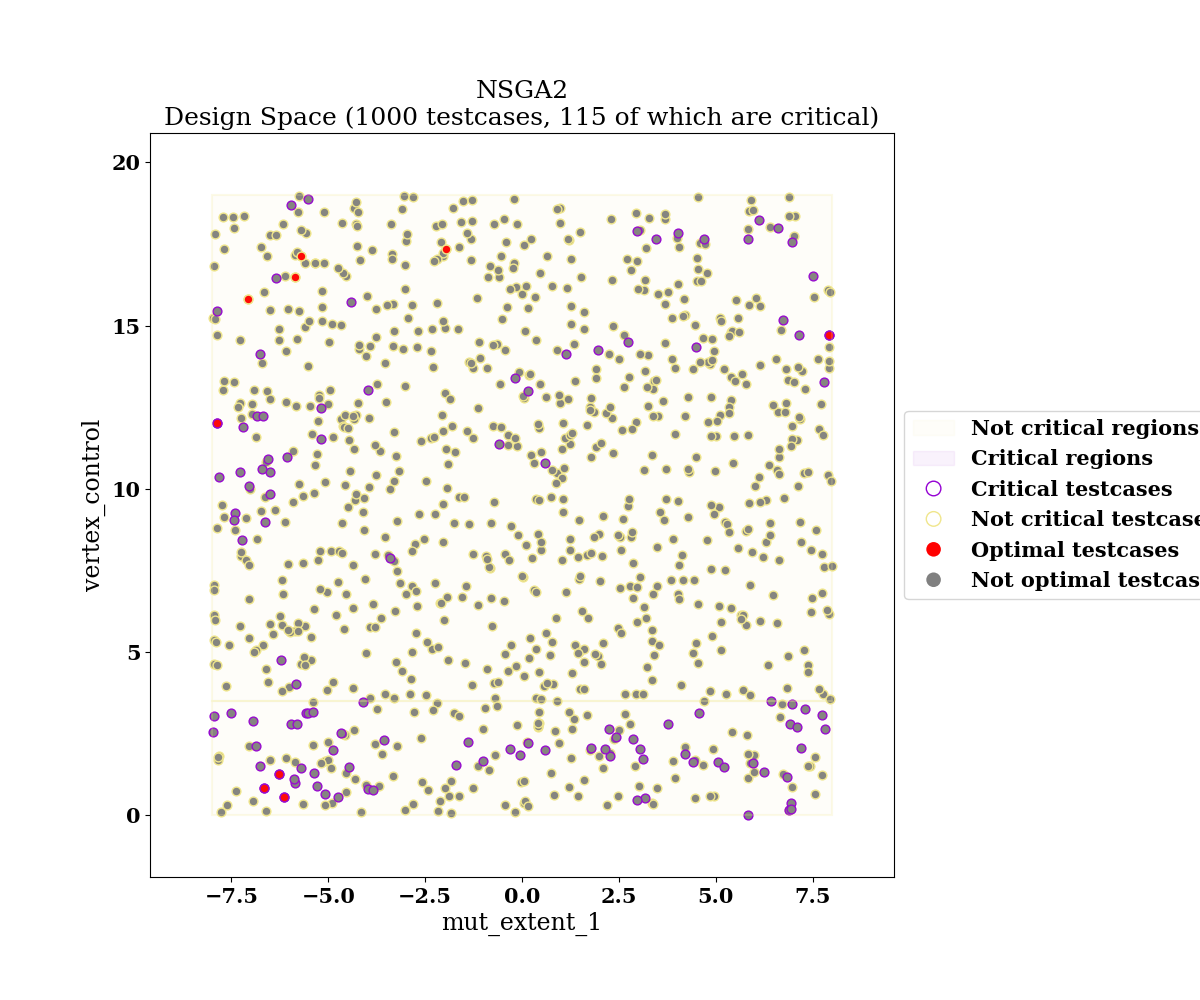 NSGA2
Design Space (1000 testcases, 115 of which are critical)
20
15
10
5
0
vertex_control
−7.5
−5.0
−2.5
0.0
2.5
5.0
7.5
mut_extent_1
Not critical regions
Critical regions
Critical testcases
Not critical testcase
Optimal testcases
Not optimal testcas